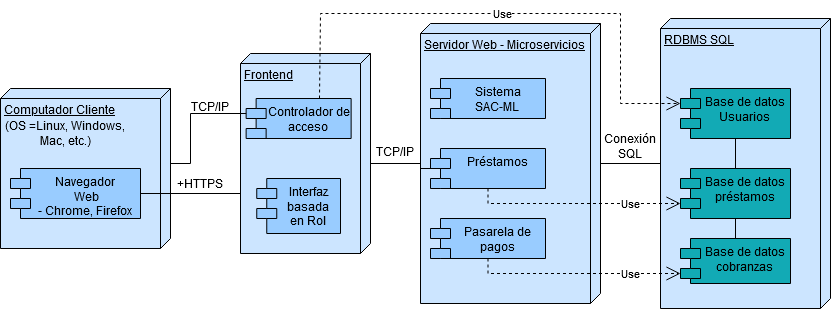 Computador Cliente
(OS =Linux, Windows,
Mac, etc.)
Navegador
Web
- Chrome, Firefox
TCP/IP
+HTTPS
Frontend
Controlador de
acceso
Interfaz
basada
en Rol
TCP/IP
Use
Servidor Web - Microservicios
Sistema
SAC-ML
Préstamos
Pasarela de
pagos
Conexión
SQL
Use
Use
RDBMS SQL
Base de datos
Usuarios
Base de datos
préstamos
Base de datos
cobranzas